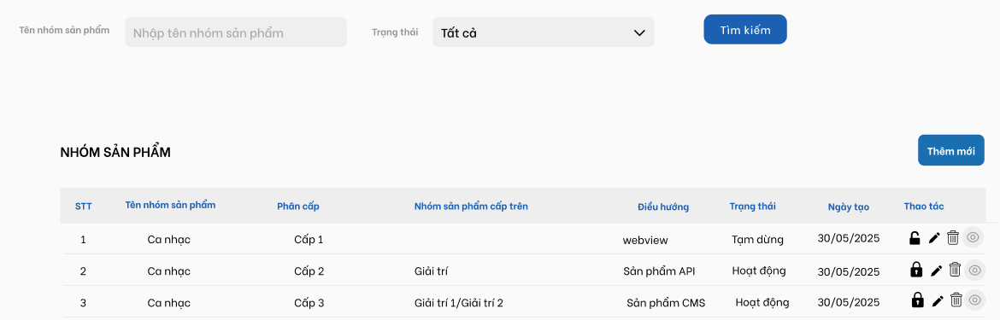 Tên nhóm sản phẩm Nhập tên nhóm sản phẩm Trạng thái Tất cả Tìm kiếm
NHÓM SẢN PHẨM Thêm mới
STT Tên nhóm sản phẩm Phân cấp Nhóm sản phẩm cấp trên Điều hướng Trạng thái Ngày tạo Thao tác
1 Ca nhạc Cấp 1 webview Tạm dừng 30/05/2025
2 Ca nhạc Cấp 2 Giải trí Sản phẩm API Hoạt động 30/05/2025
3 Ca nhạc Cấp 3 Giải trí 1/Giải trí 2 Sản phẩm CMS Hoạt động 30/05/2025